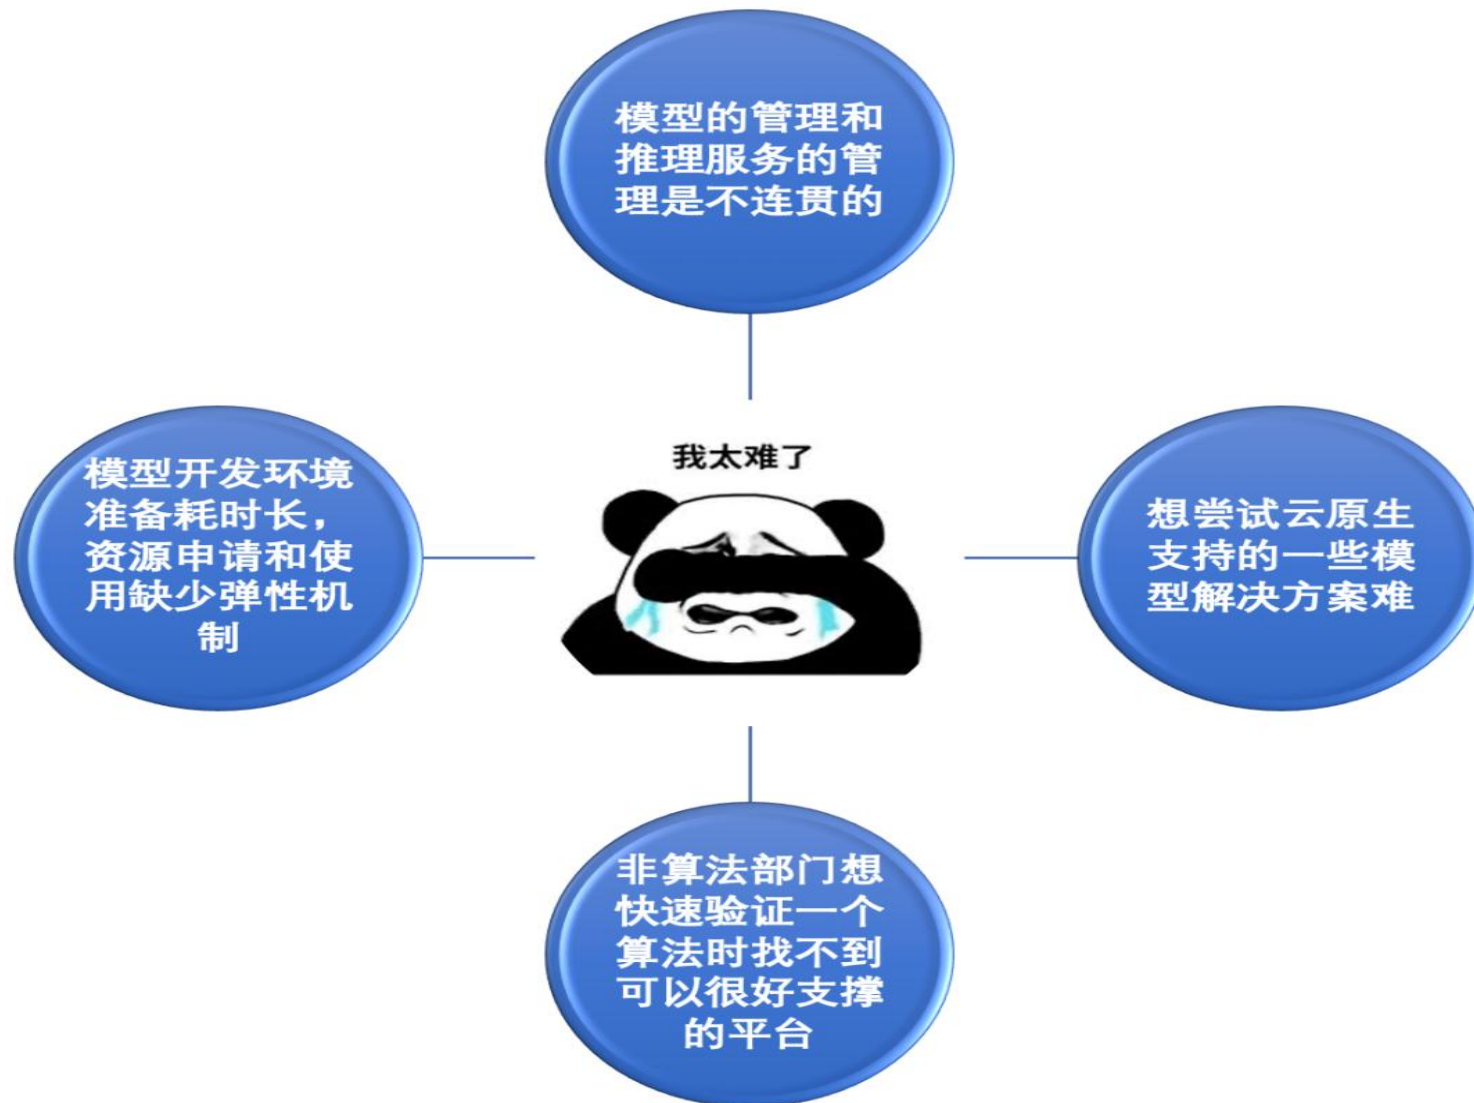 模型的管理和
推理服务的管
理是不连贯的
我太难了
模型开发环境
准备耗时长，
资源申请和使
用缺少弹性机
制
想尝试云原生
支持的一些模
型解决方案难
非算法部门想
快速验证一个
算法时找不到
可以很好支撑
的平台